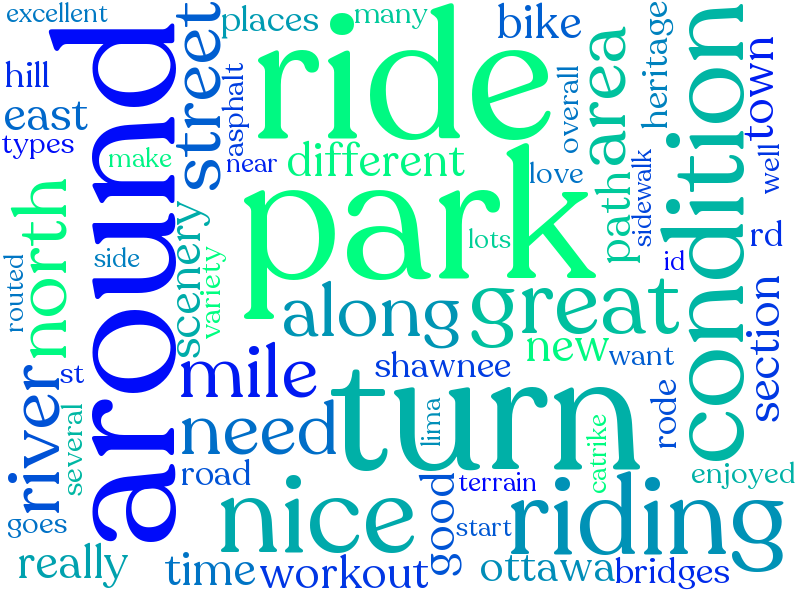 excellent
around
street
places
many
ride
bike
area
heritage
condition
town
hill
east
types
asphalt
overall
make
near
different
love
path
sidewalk
well
north
park
lots
rd
id
side
scenery
variety
routed
along
great
section
new
want
river
st
mile
shawnee
turn
rode
several
need
lima
catrike
road
enjoyed
goes
nice
good
terrain
start
riding
really
time
workout
ottawa
bridges